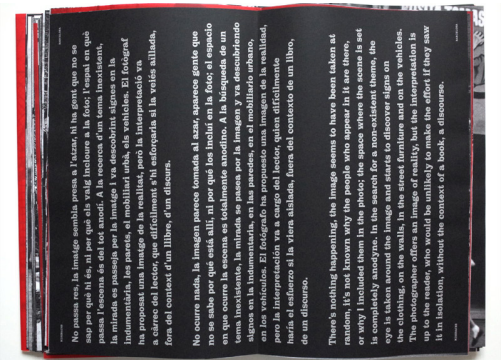 No passa res, la imatge sembla presa a l'atzar, hi ha gent que no se
sap per què hi és, ni per què els vaig incloure a la foto; l'espai en què
passa l'escena és del tot anodí. A la recerca d'un tema inexistent,
la mirada es passeja per la imatge i va descobrint signes en la
indumentària, les parets, el mobiliari urbà, els vehicles. El fotògraf
ha proposat una imatge de la realitat, però la interpretació va
a càrrec del lector, que difícilment s'hi esforçaria si la veiés aïllada,
fora del context d'un llibre, d'un discurs.
No ocurre nada, la imagen parece tomada al azar, aparece gente que
no se sabe por qué está allí, ni por qué los incluí en la foto; el espacio
en que ocurre la escena es totalmente anodino. A la búsqueda de un
tema inexistente, la mirada se pasea por la imagen y va descubriendo
signos en la indumentaria, en las paredes, en el mobiliario urbano,
en los vehículos. El fotógrafo ha propuesto una imagen de la realidad,
pero la interpretación va a cargo del lector, quien difícilmente
haría el esfuerzo si la viera aislada, fuera del contexto de un libro,
de un discurso.
There's nothing happening, the image seems to have been taken at
random, it's not known why the people who appear in it are there,
or why I included them in the photo; the space where the scene is set
is completely anodyne. In the search for a non-existent theme, the
eye is taken around the image and starts to discover signs on
the clothing, on the walls, in the street furniture and on the vehicles.
The photographer offers an image of reality, but the interpretation is
up to the reader, who would be unlikely to make the effort if they saw
it in isolation, without the context of a book, a discourse.